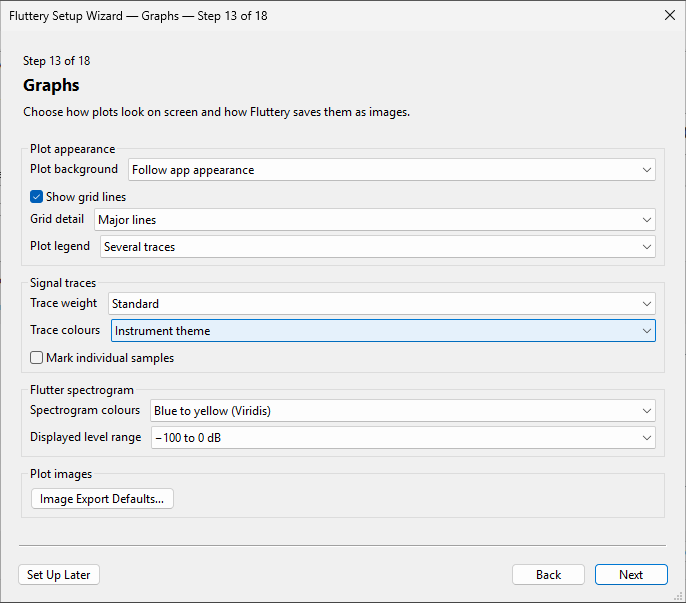 Fluttery Setup Wizard — Graphs — Step 13 of 18
Step 13 of 18
Graphs
Choose how plots look on screen and how Fluttery saves them as images.
Plot appearance
Plot background Follow app appearance
Show grid lines
Grid detail Major lines
Plot legend Several traces
Signal traces
Trace weight Standard
Trace colours Instrument theme
Mark individual samples
Flutter spectrogram
Spectrogram colours Blue to yellow (Viridis)
Displayed level range −100 to 0 dB
Plot images
Image Export Defaults...
Set Up Later Back Next